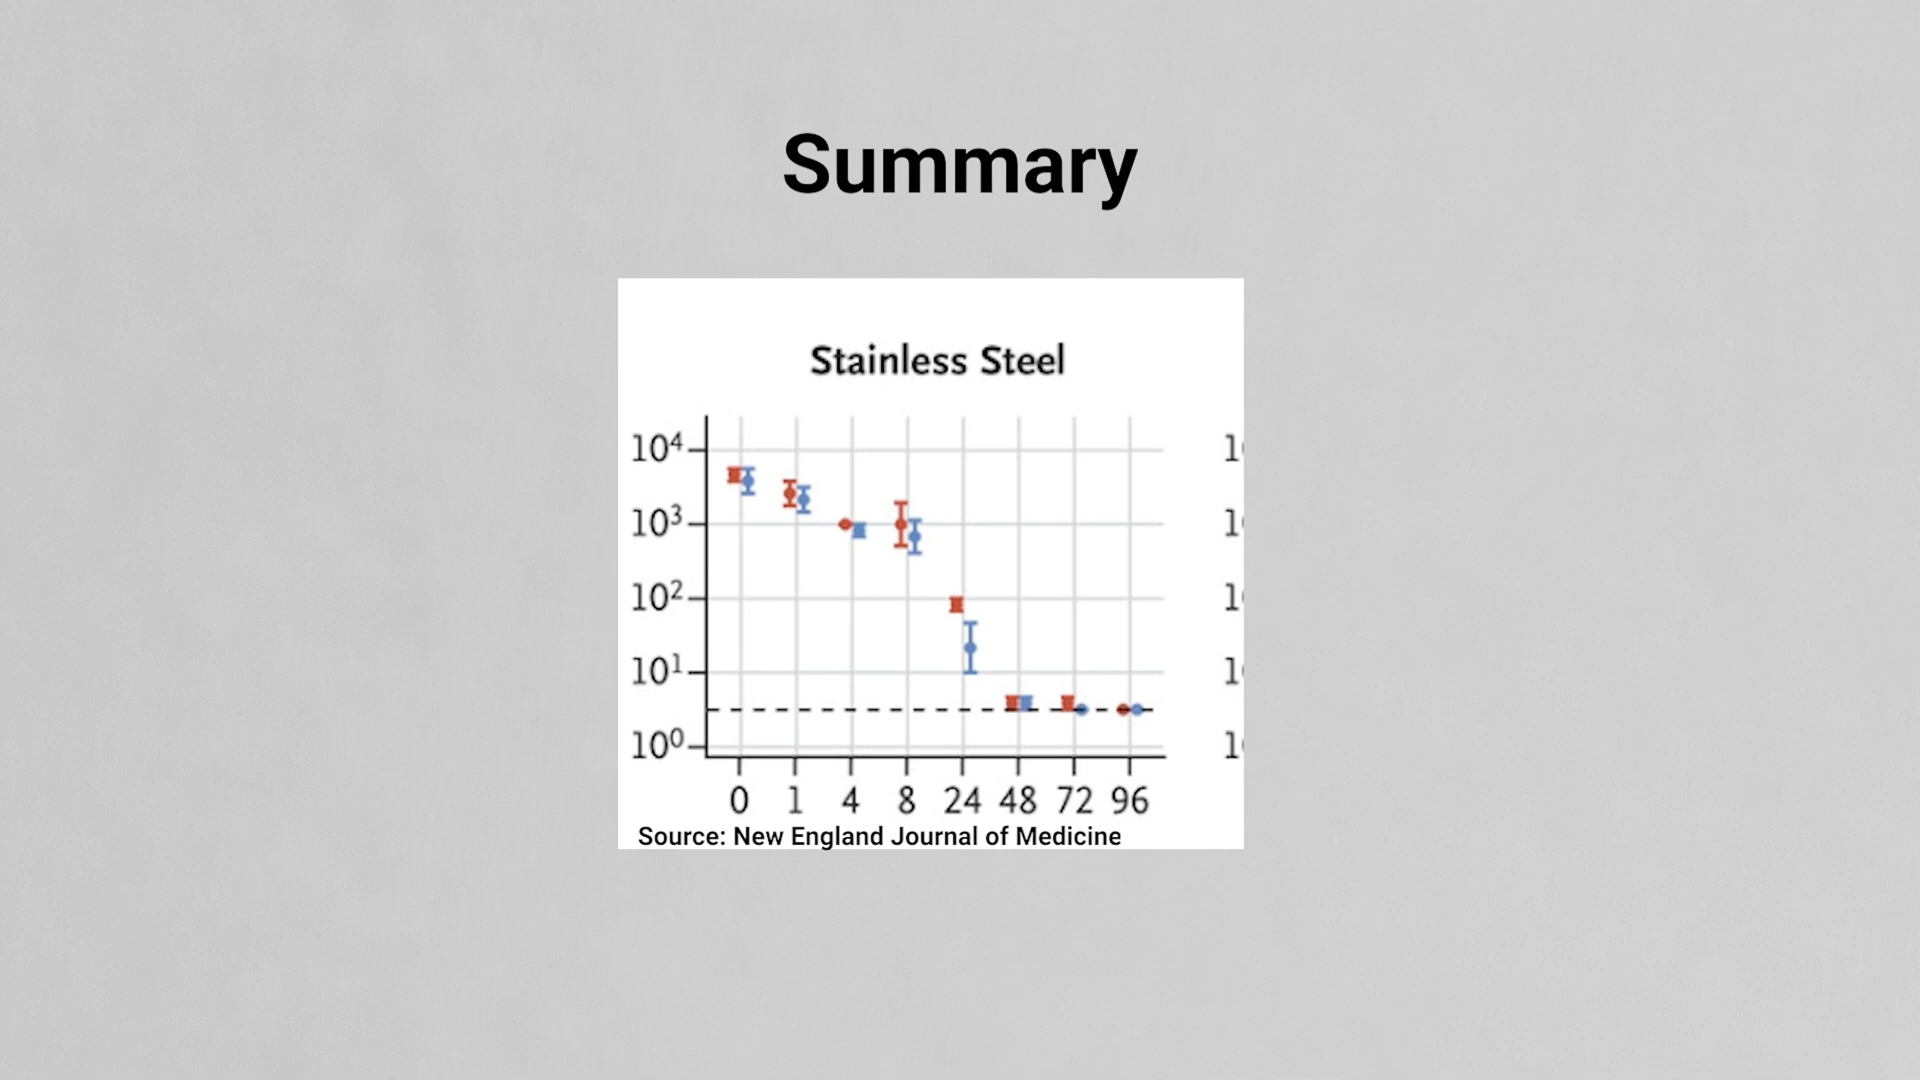 Summary
Stainless Steel
10⁴
10³
10²
10¹
10⁰
0 1 4 8 24 48 72 96
Source: New England Journal of Medicine